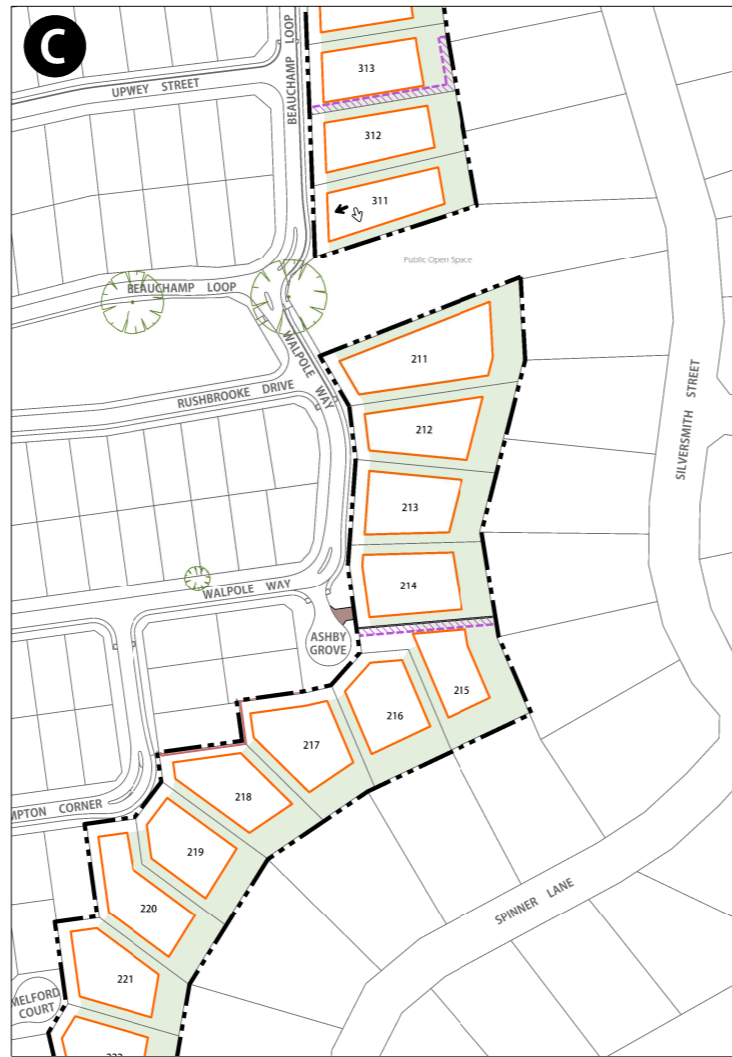 C
BEAUCHAMP LOOP
UPWEY STREET
313
312
311
Public Open Space
BEAUCHAMP LOOP
WALPOLE WAY
211
RUSHBROOKE DRIVE
212
SILVERSMITH STREET
213
214
WALPOLE WAY
ASHBY
GROVE
215
216
217
218
MPTON CORNER
219
220
SPINNER LANE
221
MELFORD
COURT